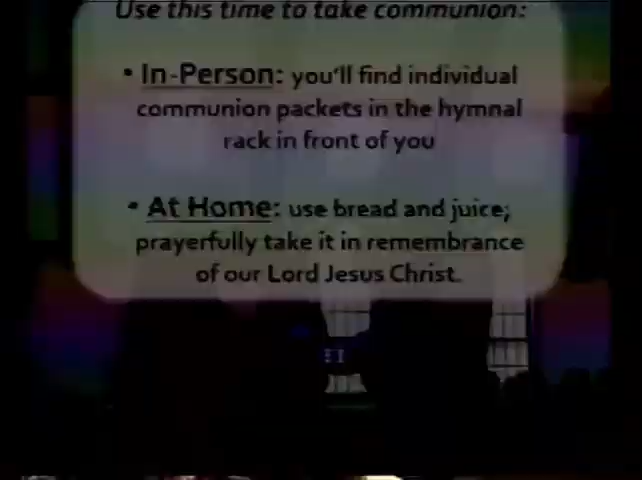 Use this time to take communion:
• In-Person: you'll find individual
communion packets in the hymnal
rack in front of you
• At Home: use bread and juice;
prayerfully take it in remembrance
of our Lord Jesus Christ.